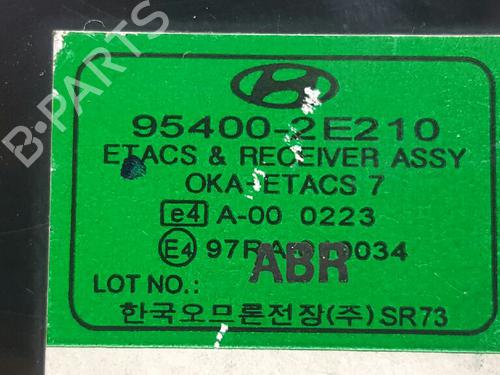 95400-2E210
ETACS & RECEIVER ASSY
OKA-ETACS 7
e4 A-00 0223
E4 97R
ABR
LOT NO.:
한국오므론전장(주) SR73
B-PARTS